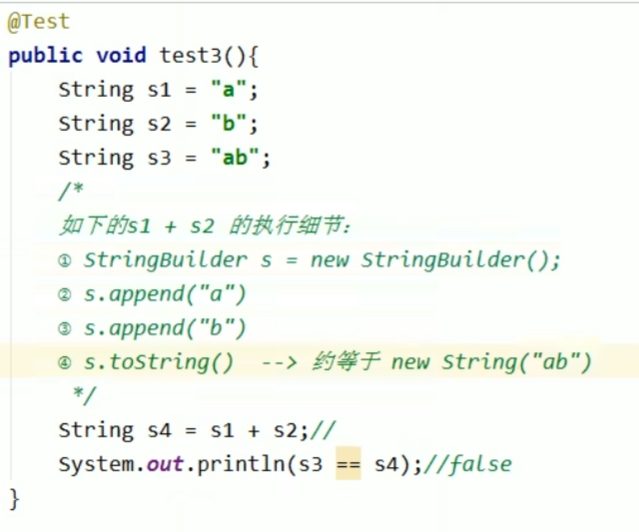 @Test
public void test3(){
String s1 = "a";
String s2 = "b";
String s3 = "ab";
/*
如下的s1 + s2 的执行细节：
① StringBuilder s = new StringBuilder();
② s.append("a")
③ s.append("b")
④ s.toString()  --> 约等于 new String("ab")
*/
String s4 = s1 + s2;//
System.out.println(s3 == s4);//false
}